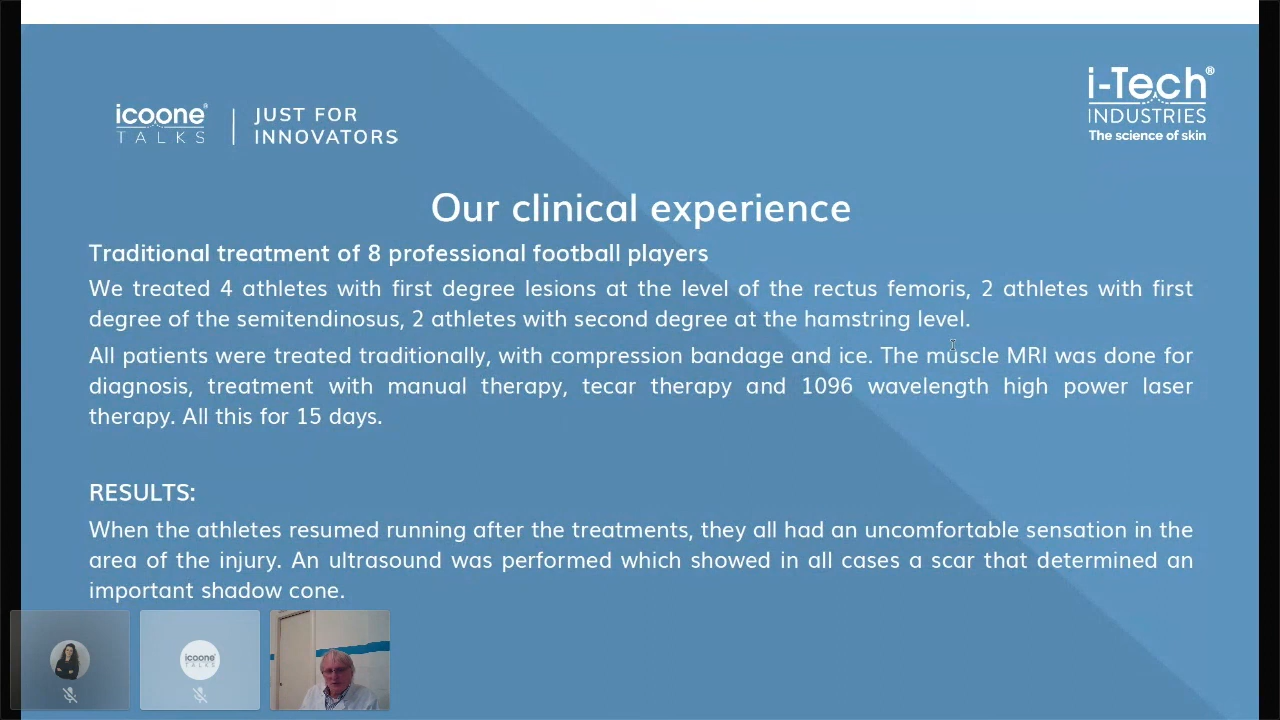 icoone®
TALKS
JUST FOR
INNOVATORS
i-Tech®
INDUSTRIES
The science of skin
Our clinical experience
Traditional treatment of 8 professional football players
We treated 4 athletes with first degree lesions at the level of the rectus femoris, 2 athletes with first
degree of the semitendinosus, 2 athletes with second degree at the hamstring level.
All patients were treated traditionally, with compression bandage and ice. The muscle MRI was done for
diagnosis, treatment with manual therapy, tecar therapy and 1096 wavelength high power laser
therapy. All this for 15 days.
RESULTS:
When the athletes resumed running after the treatments, they all had an uncomfortable sensation in the
area of the injury. An ultrasound was performed which showed in all cases a scar that determined an
important shadow cone.
icoone
TALKS